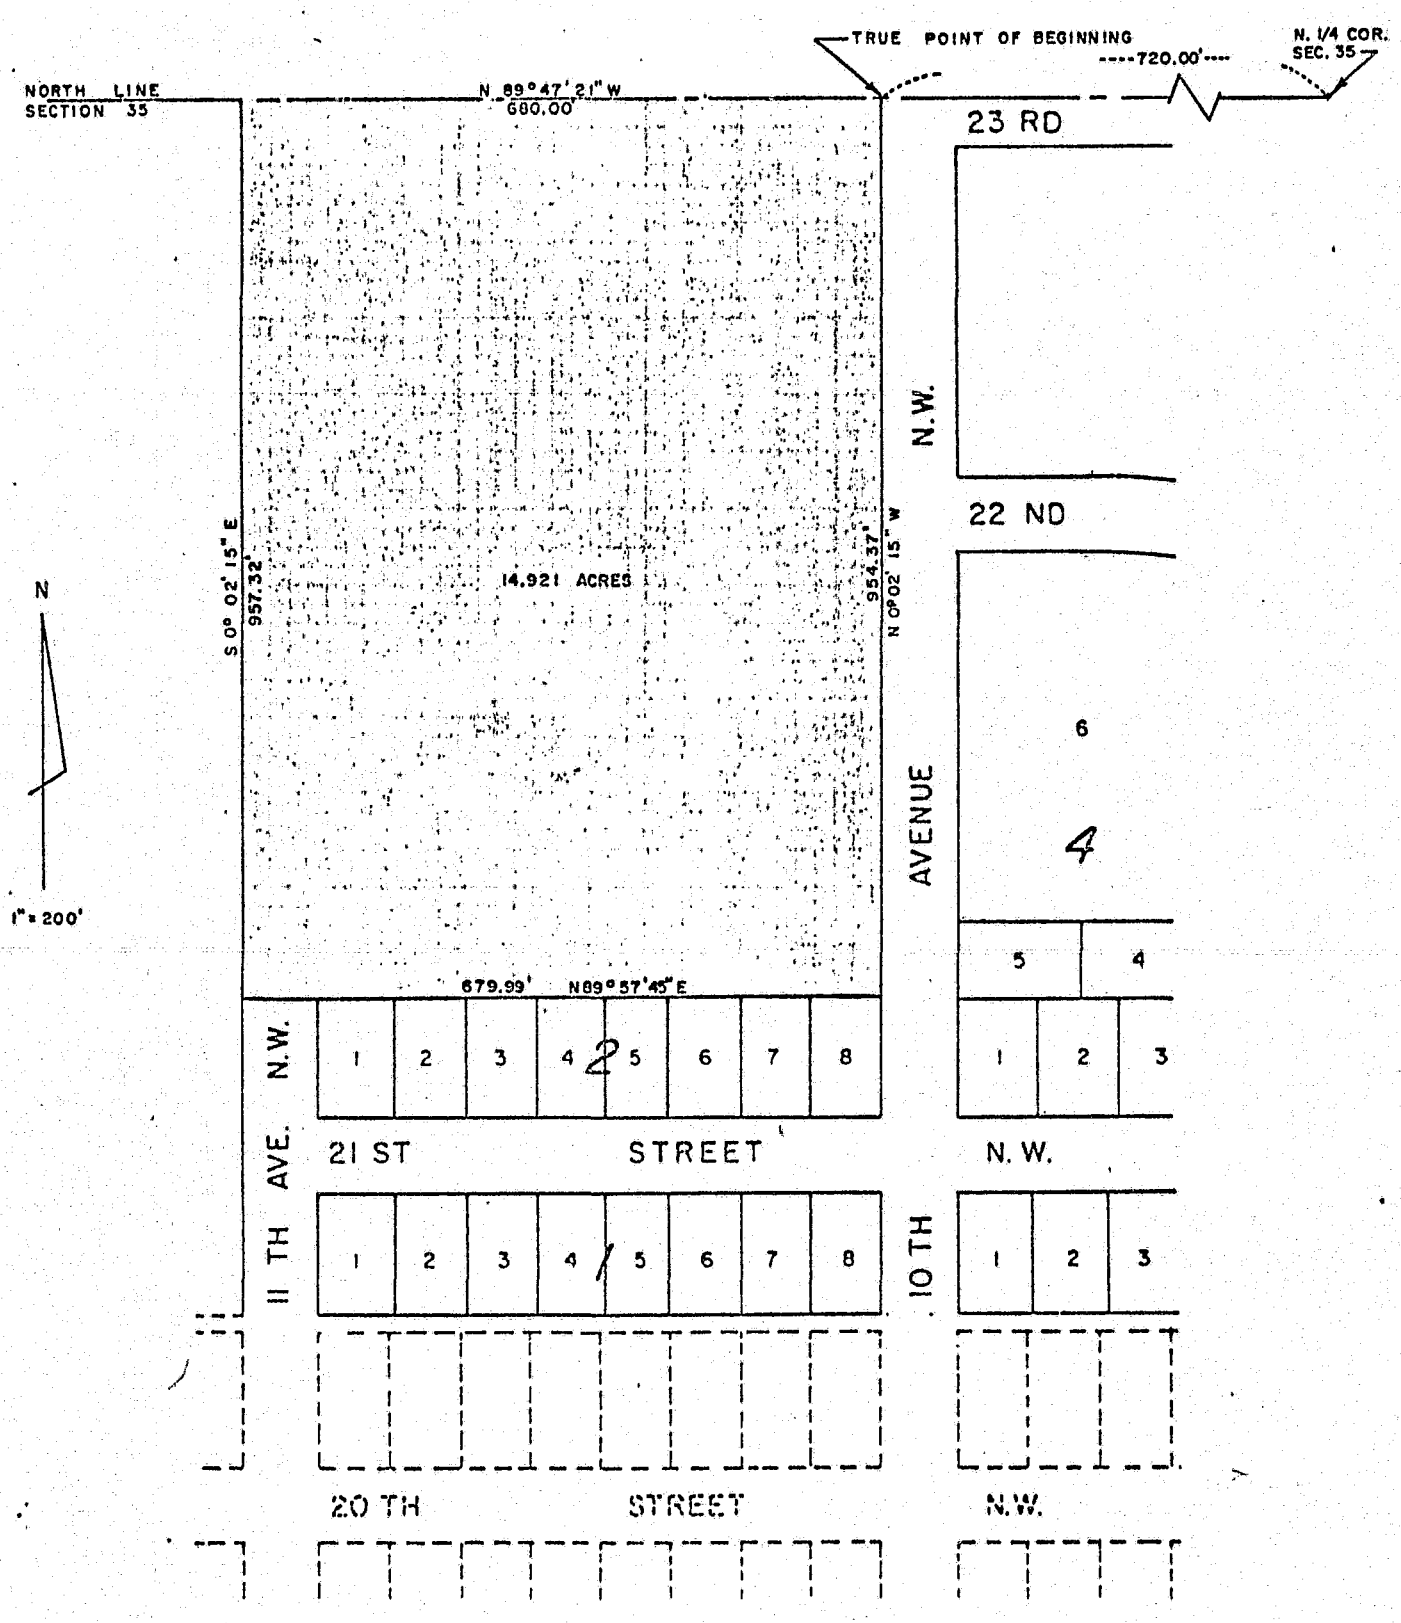 TRUE POINT OF BEGINNING
N. 1/4 COR.
SEC. 35
----720.00'----
NORTH LINE
SECTION 35
N 89°47'21" W
680.00'
23 RD
N.W.
22 ND
S 0° 02' 15" E
957.32'
954.37'
N 0°02' 15" W
14.921 ACRES
N
1"=200'
6
4
AVENUE
5 4
679.99' N89°57'45"E
N.W.
1 2 3 4 2 5 6 7 8
1 2 3
AVE.
21 ST STREET N.W.
11 TH
1 2 3 4 1 5 6 7 8
10 TH
1 2 3
20 TH STREET N.W.